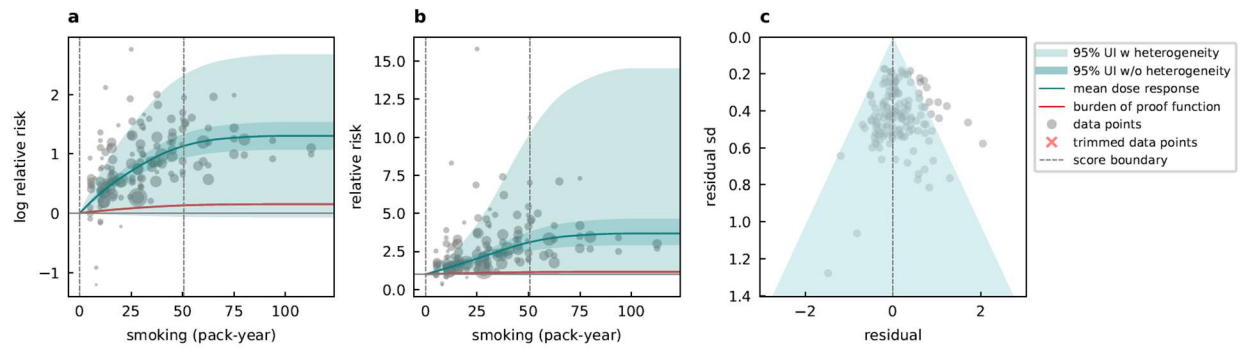 a
log relative risk
2
1
0
−1
0
25
50
75
100
smoking (pack-year)
b
relative risk
15.0
12.5
10.0
7.5
5.0
2.5
0.0
0
25
50
75
100
smoking (pack-year)
c
residual sd
0.0
0.2
0.4
0.6
0.8
1.0
1.2
1.4
−2
0
2
residual
95% UI w heterogeneity
95% UI w/o heterogeneity
mean dose response
burden of proof function
data points
trimmed data points
score boundary